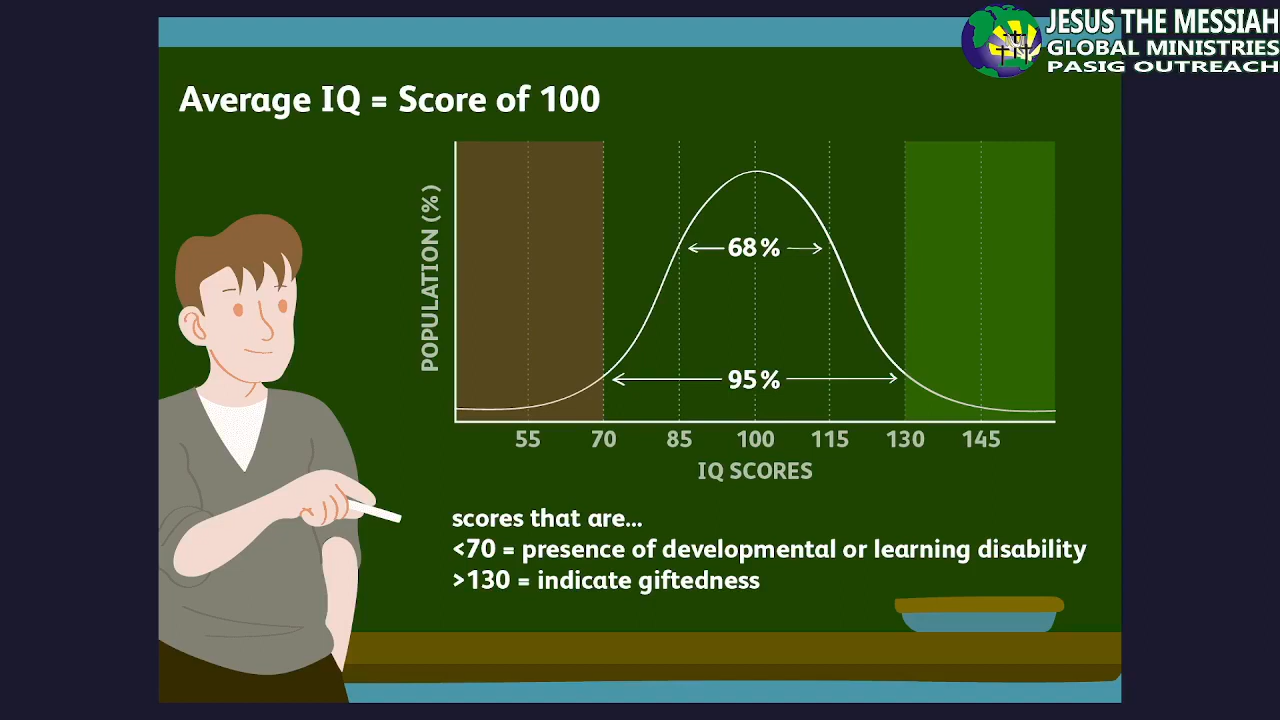 JESUS THE MESSIAH
GLOBAL MINISTRIES
PASIG OUTREACH
Average IQ = Score of 100
POPULATION (%)
68%
95%
55 70 85 100 115 130 145
IQ SCORES
scores that are...
<70 = presence of developmental or learning disability
>130 = indicate giftedness